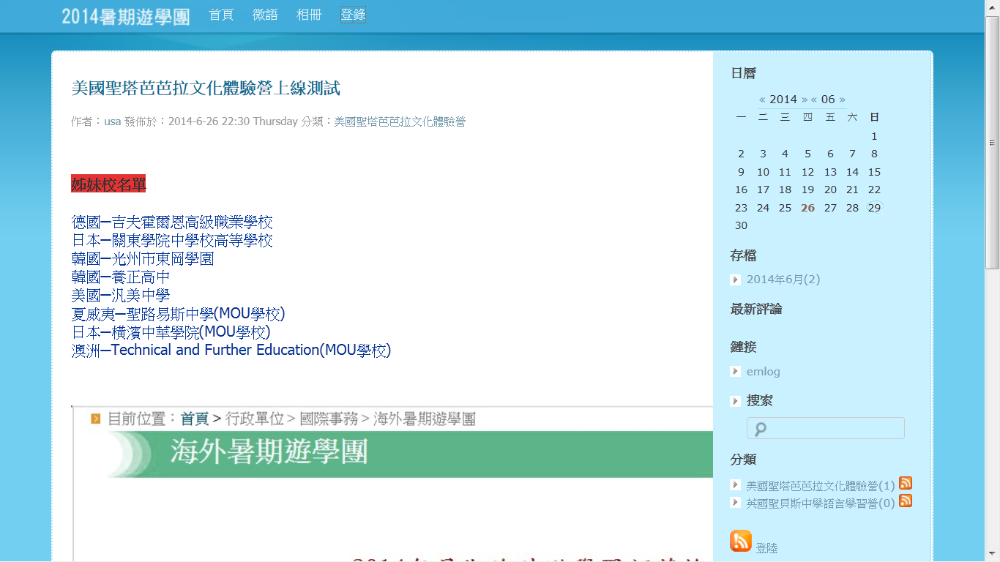 2014暑期遊學團 首頁 微語 相冊 登錄
美國聖塔芭芭拉文化體驗營上線測試
作者：usa 發佈於：2014-6-26 22:30 Thursday 分類：美國聖塔芭芭拉文化體驗營
姊妹校名單
德國─吉夫霍爾恩高級職業學校
日本─關東學院中學校高等學校
韓國─光州市東岡學園
韓國─養正高中
美國─汎美中學
夏威夷─聖路易斯中學(MOU學校)
日本─橫濱中華學院(MOU學校)
澳洲─Technical and Further Education(MOU學校)
目前位置：首頁 > 行政單位 > 國際事務 > 海外暑期遊學團
海外暑期遊學團
日曆
« 2014 » « 06 »
一 二 三 四 五 六 日
1
2 3 4 5 6 7 8
9 10 11 12 13 14 15
16 17 18 19 20 21 22
23 24 25 26 27 28 29
30
存檔
2014年6月(2)
最新評論
鏈接
emlog
搜索
分類
美國聖塔芭芭拉文化體驗營(1)
英國聖貝斯中學語言學習營(0)
登陸